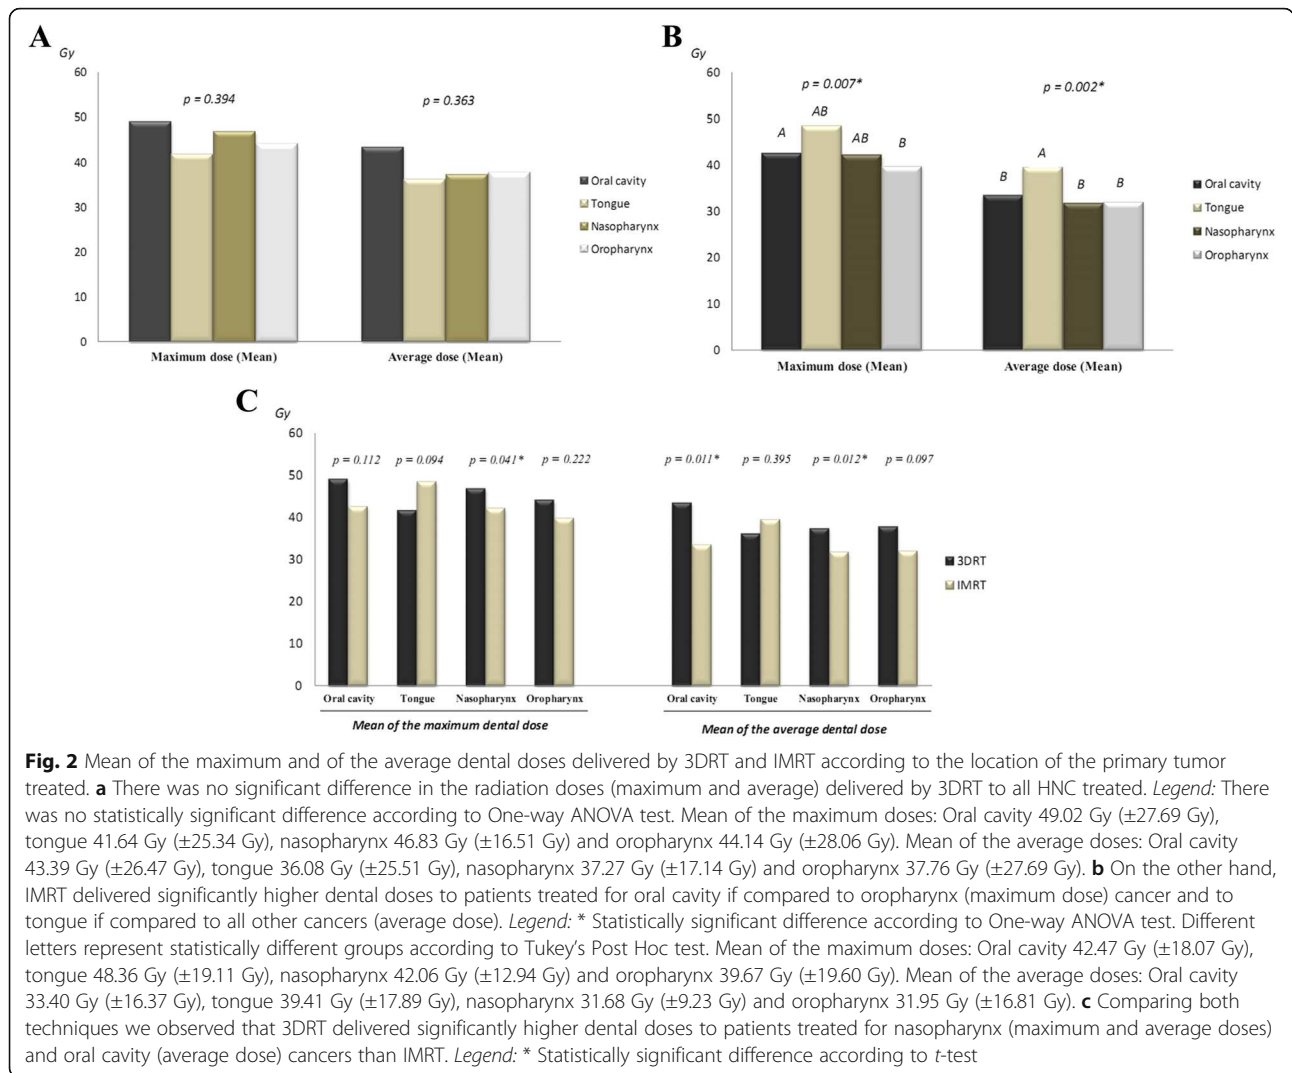 A
Gy
60
50
40
30
20
10
0
p = 0.394
p = 0.363
Maximum dose (Mean)
Average dose (Mean)
Oral cavity
Tongue
Nasopharynx
Oropharynx
B
Gy
60
50
40
30
20
10
0
p = 0.007*
A
AB
AB
B
p = 0.002*
B
A
B
B
Maximum dose (Mean)
Average dose (Mean)
Oral cavity
Tongue
Nasopharynx
Oropharynx
C
Gy
60
50
40
30
20
10
0
p = 0.112 p = 0.094 p = 0.041* p = 0.222
p = 0.011* p = 0.395 p = 0.012* p = 0.097
Oral cavity Tongue Nasopharynx Oropharynx
Mean of the maximum dental dose
Oral cavity Tongue Nasopharynx Oropharynx
Mean of the average dental dose
3DRT
IMRT
Fig. 2 Mean of the maximum and of the average dental doses delivered by 3DRT and IMRT according to the location of the primary tumor
treated. a There was no significant difference in the radiation doses (maximum and average) delivered by 3DRT to all HNC treated. Legend: There
was no statistically significant difference according to One-way ANOVA test. Mean of the maximum doses: Oral cavity 49.02 Gy (±27.69 Gy),
tongue 41.64 Gy (±25.34 Gy), nasopharynx 46.83 Gy (±16.51 Gy) and oropharynx 44.14 Gy (±28.06 Gy). Mean of the average doses: Oral cavity
43.39 Gy (±26.47 Gy), tongue 36.08 Gy (±25.51 Gy), nasopharynx 37.27 Gy (±17.14 Gy) and oropharynx 37.76 Gy (±27.69 Gy). b On the other hand,
IMRT delivered significantly higher dental doses to patients treated for oral cavity if compared to oropharynx (maximum dose) cancer and to
tongue if compared to all other cancers (average dose). Legend: * Statistically significant difference according to One-way ANOVA test. Different
letters represent statistically different groups according to Tukey's Post Hoc test. Mean of the maximum doses: Oral cavity 42.47 Gy (±18.07 Gy),
tongue 48.36 Gy (±19.11 Gy), nasopharynx 42.06 Gy (±12.94 Gy) and oropharynx 39.67 Gy (±19.60 Gy). Mean of the average doses: Oral cavity
33.40 Gy (±16.37 Gy), tongue 39.41 Gy (±17.89 Gy), nasopharynx 31.68 Gy (±9.23 Gy) and oropharynx 31.95 Gy (±16.81 Gy). c Comparing both
techniques we observed that 3DRT delivered significantly higher dental doses to patients treated for nasopharynx (maximum and average doses)
and oral cavity (average dose) cancers than IMRT. Legend: * Statistically significant difference according to t-test